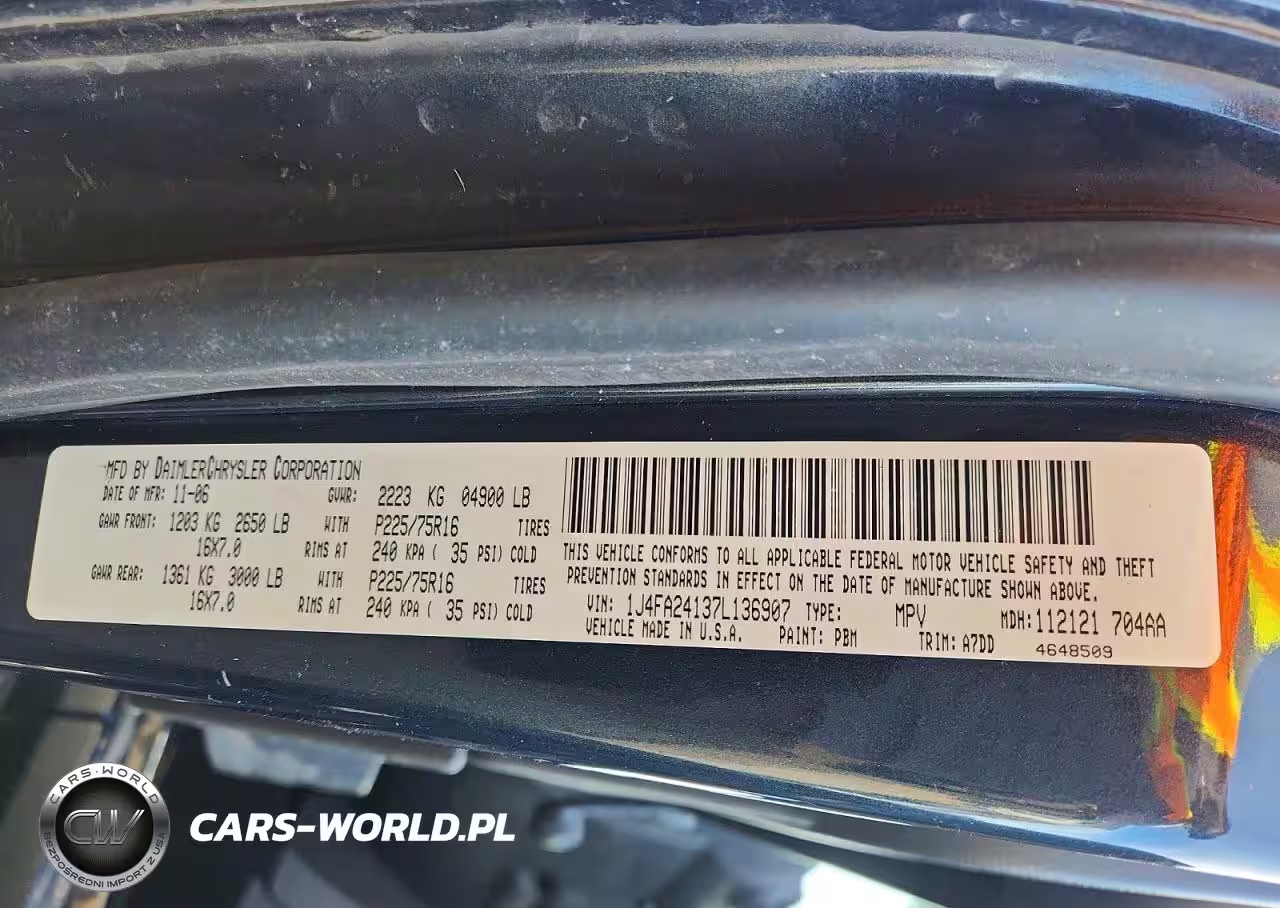 MFD BY DAIMLERCHRYSLER CORPORATION
DATE OF MFR: 11-06 GVWR: 2223 KG 04900 LB
GAWR FRONT: 1203 KG 2650 LB WITH P225/75R16 TIRES
16X7.0 RIMS AT 240 KPA ( 35 PSI) COLD
GAWR REAR: 1361 KG 3000 LB WITH P225/75R16 TIRES
16X7.0 RIMS AT 240 KPA ( 35 PSI) COLD
THIS VEHICLE CONFORMS TO ALL APPLICABLE FEDERAL MOTOR VEHICLE SAFETY AND THEFT
PREVENTION STANDARDS IN EFFECT ON THE DATE OF MANUFACTURE SHOWN ABOVE.
VIN: 1J4FA24137L136907 TYPE: MPV MDH: 112121 704AA
VEHICLE MADE IN U.S.A. PAINT: PBM TRIM: A7DD 4648509
CARS-WORLD
CW
BEZPOŚREDNI IMPORT Z USA
CARS-WORLD.PL